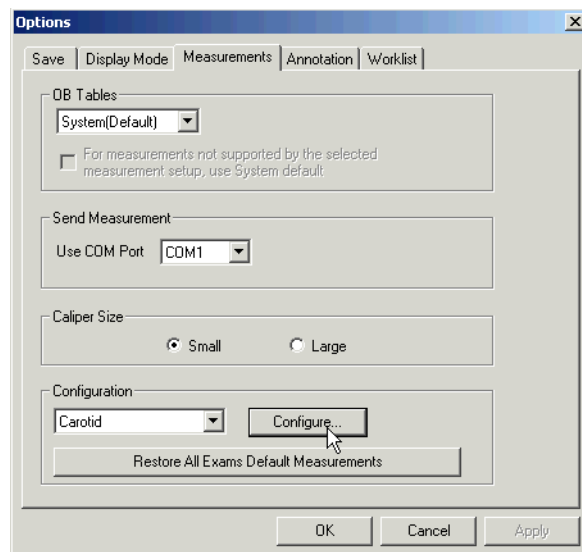 Options
Save Display Mode Measurements Annotation Worklist
OB Tables
System(Default)
For measurements not supported by the selected
measurement setup, use System default
Send Measurement
Use COM Port COM1
Caliper Size
Small Large
Configuration
Carotid Configure...
Restore All Exams Default Measurements
OK Cancel Apply